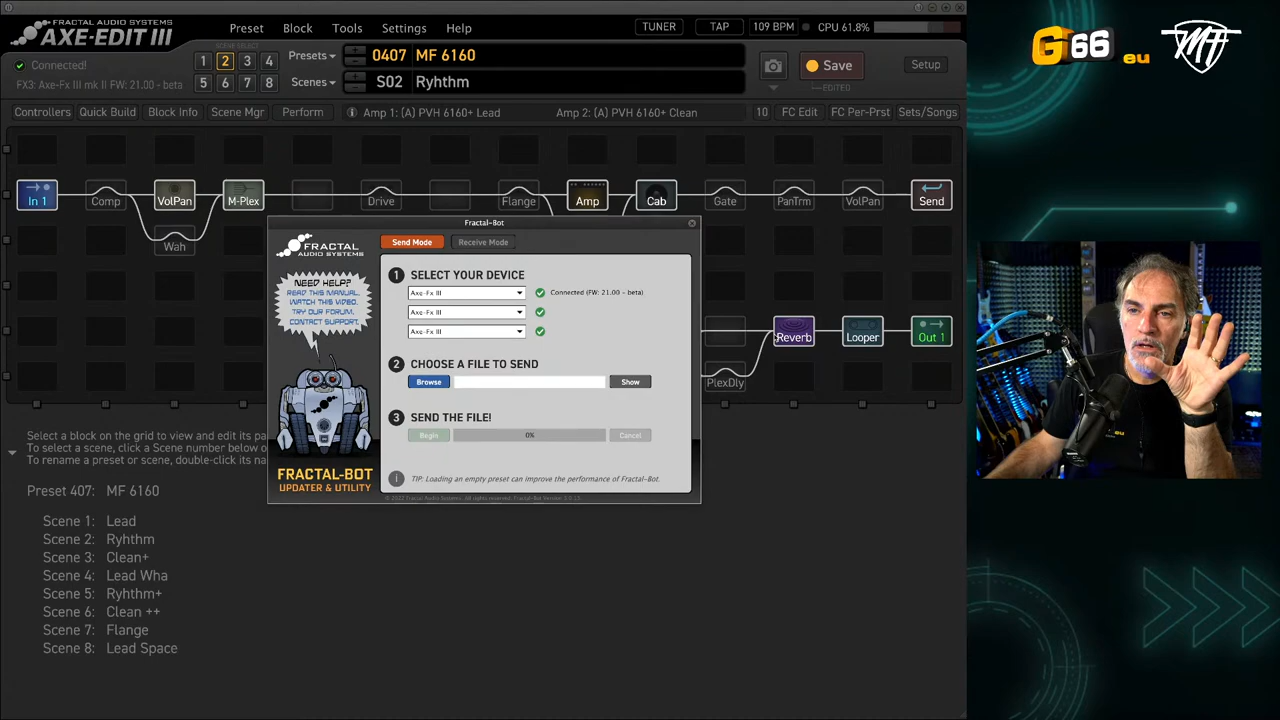 FRACTAL AUDIO SYSTEMS
AXE-EDIT III
Preset Block Tools Settings Help
TUNER TAP 109 BPM CPU 61.8%
Connected!
FX3: Axe-Fx III mk II FW: 21.00 - beta
SCENE SELECT
1 2 3 4
5 6 7 8
Presets 0407 MF 6160
Scenes S02 Ryhthm
Save
EDITED
Setup
Controllers Quick Build Block Info Scene Mgr Perform
Amp 1: (A) PVH 6160+ Lead Amp 2: (A) PVH 6160+ Clean
10 FC Edit FC Per-Prst Sets/Songs
In 1 Comp VolPan M-Plex Drive Flange Amp Cab Gate PanTrm VolPan Send
Wah
Reverb Looper Out 1
PlexDly
Fractal-Bot
FRACTAL
AUDIO SYSTEMS
Send Mode Receive Mode
NEED HELP?
READ THIS MANUAL.
WATCH THIS VIDEO.
TRY OUR FORUM.
CONTACT SUPPORT.
FRACTAL-BOT
UPDATER & UTILITY
1 SELECT YOUR DEVICE
Axe-Fx III Connected (FW: 21.00 - beta)
Axe-Fx III
Axe-Fx III
2 CHOOSE A FILE TO SEND
Browse Show
3 SEND THE FILE!
Begin 0% Cancel
TIP: Loading an empty preset can improve the performance of Fractal-Bot.
Select a block on the grid to view and edit its pa
To select a scene, click a Scene number below o
To rename a preset or scene, double-click its na
Preset 407: MF 6160
Scene 1: Lead
Scene 2: Ryhthm
Scene 3: Clean+
Scene 4: Lead Wha
Scene 5: Ryhthm+
Scene 6: Clean ++
Scene 7: Flange
Scene 8: Lead Space
G66
eu